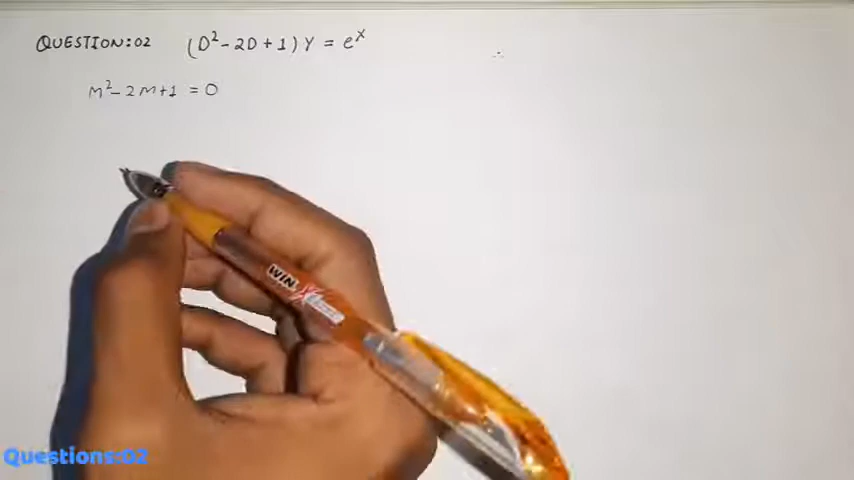 QUESTION:02 (D²-2D+1)Y = eˣ
M²-2M+1 = 0
WIN
Questions:02